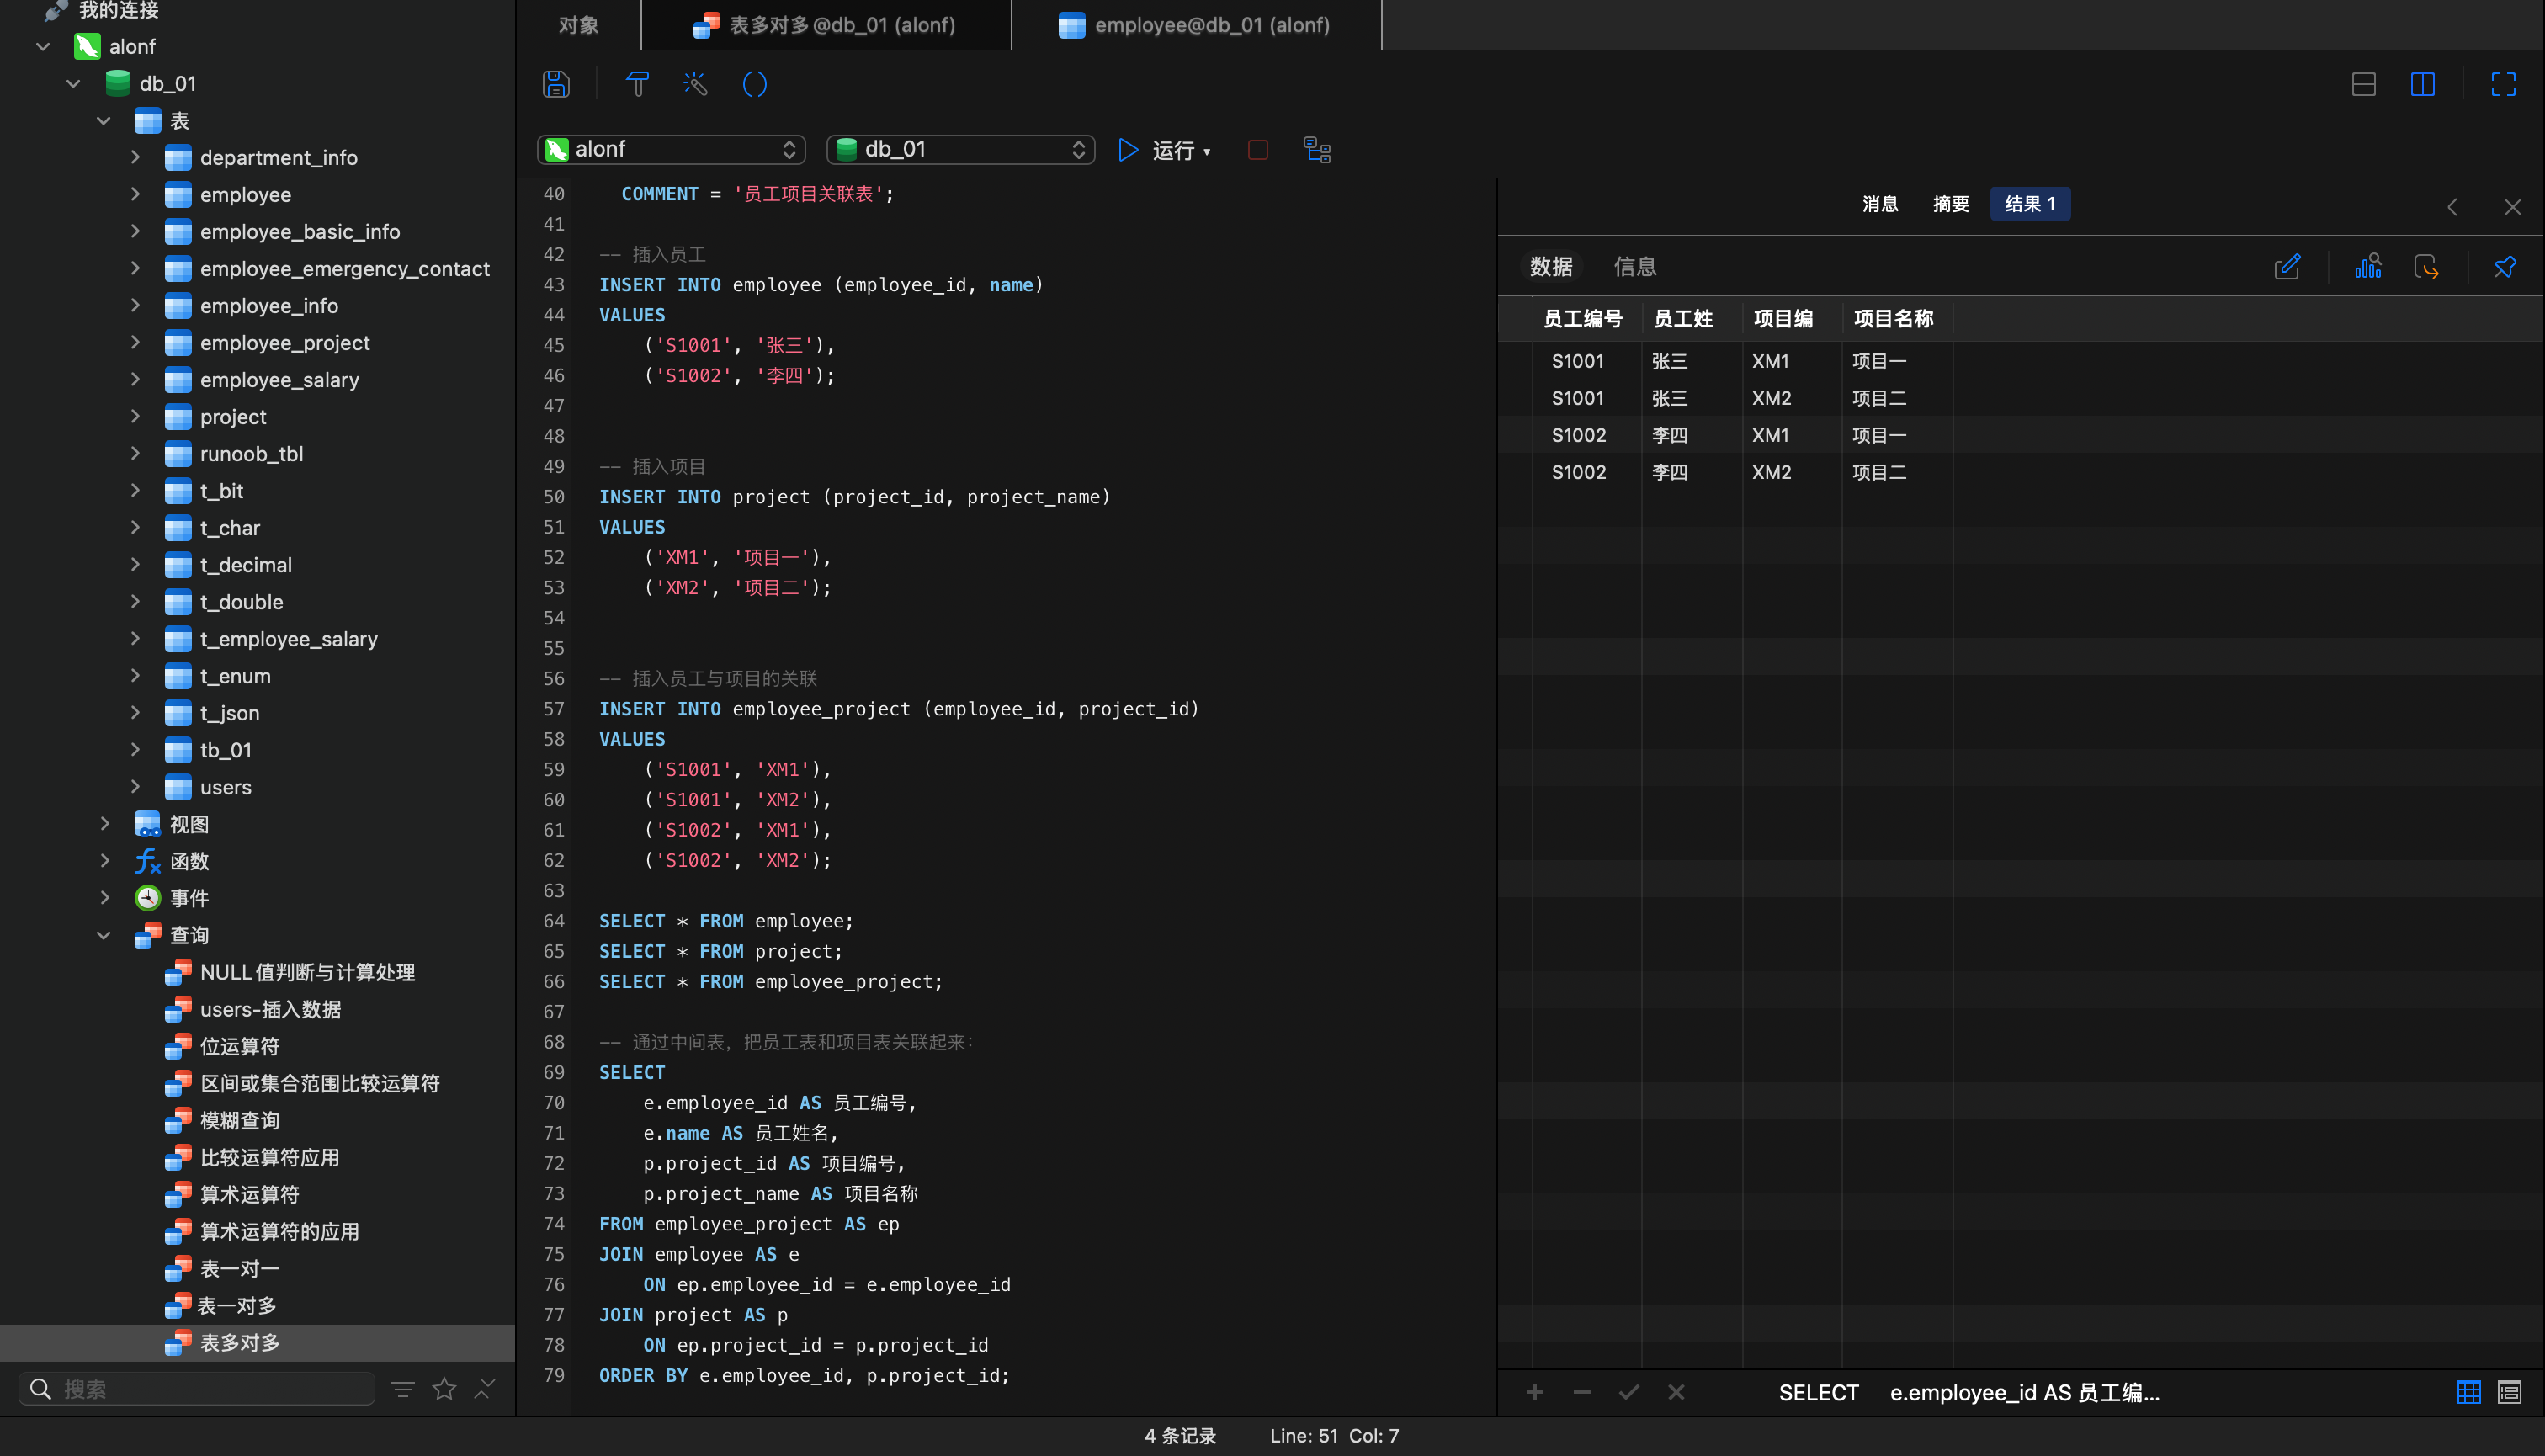 我的连接
alonf
db_01
表
department_info
employee
employee_basic_info
employee_emergency_contact
employee_info
employee_project
employee_salary
project
runoob_tbl
t_bit
t_char
t_decimal
t_double
t_employee_salary
t_enum
t_json
tb_01
users
视图
函数
事件
查询
NULL值判断与计算处理
users-插入数据
位运算符
区间或集合范围比较运算符
模糊查询
比较运算符应用
算术运算符
算术运算符的应用
表一对一
表一对多
表多对多
搜索
对象
表多对多@db_01 (alonf)
employee@db_01 (alonf)
alonf
db_01
运行
40 COMMENT = '员工项目关联表';
41
42 -- 插入员工
43 INSERT INTO employee (employee_id, name)
44 VALUES
45 ('S1001', '张三'),
46 ('S1002', '李四');
47
48
49 -- 插入项目
50 INSERT INTO project (project_id, project_name)
51 VALUES
52 ('XM1', '项目一'),
53 ('XM2', '项目二');
54
55
56 -- 插入员工与项目的关联
57 INSERT INTO employee_project (employee_id, project_id)
58 VALUES
59 ('S1001', 'XM1'),
60 ('S1001', 'XM2'),
61 ('S1002', 'XM1'),
62 ('S1002', 'XM2');
63
64 SELECT * FROM employee;
65 SELECT * FROM project;
66 SELECT * FROM employee_project;
67
68 -- 通过中间表，把员工表和项目表关联起来：
69 SELECT
70 e.employee_id AS 员工编号,
71 e.name AS 员工姓名,
72 p.project_id AS 项目编号,
73 p.project_name AS 项目名称
74 FROM employee_project AS ep
75 JOIN employee AS e
76 ON ep.employee_id = e.employee_id
77 JOIN project AS p
78 ON ep.project_id = p.project_id
79 ORDER BY e.employee_id, p.project_id;
消息 摘要 结果 1
数据 信息
员工编号 员工姓 项目编 项目名称
S1001 张三 XM1 项目一
S1001 张三 XM2 项目二
S1002 李四 XM1 项目一
S1002 李四 XM2 项目二
SELECT e.employee_id AS 员工编...
4 条记录 Line: 51 Col: 7